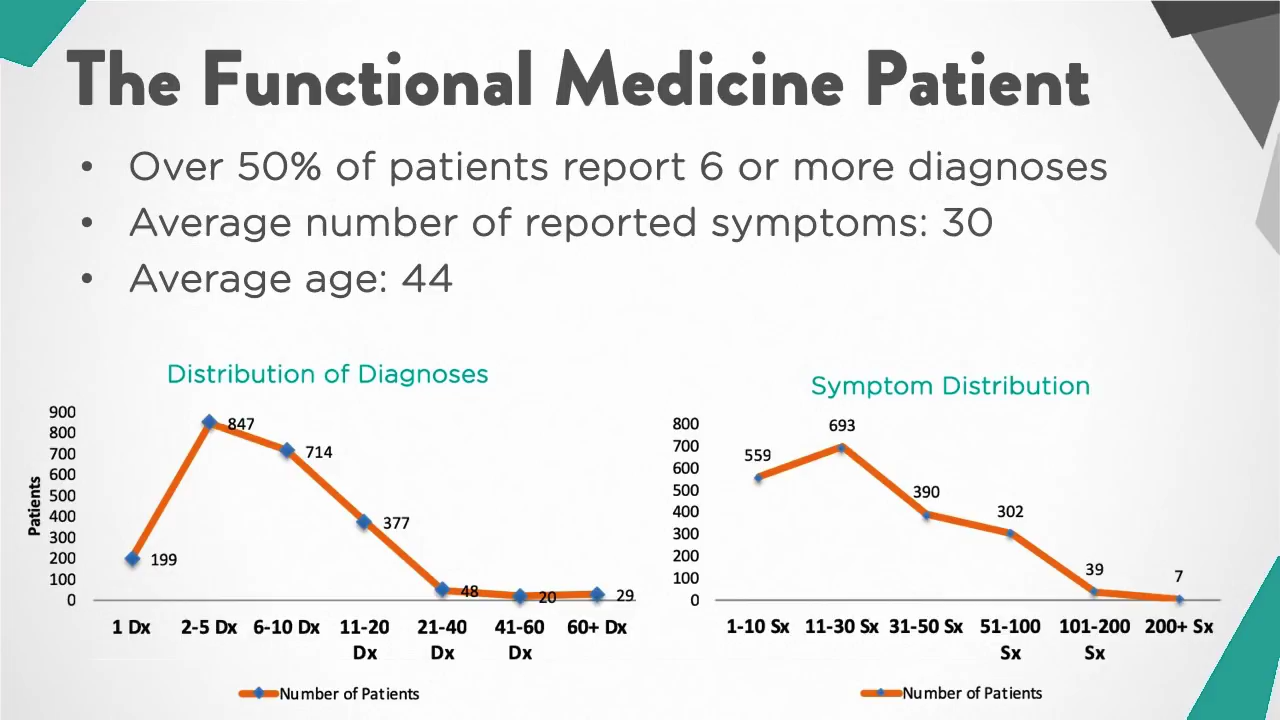 The Functional Medicine Patient
• Over 50% of patients report 6 or more diagnoses
• Average number of reported symptoms: 30
• Average age: 44
Distribution of Diagnoses
Patients
900
800
700
600
500
400
300
200
100
0
199
847
714
377
48
20
29
1 Dx
2-5 Dx
6-10 Dx
11-20
Dx
21-40
Dx
41-60
Dx
60+ Dx
Number of Patients
Symptom Distribution
800
700
600
500
400
300
200
100
0
559
693
390
302
39
7
1-10 Sx
11-30 Sx
31-50 Sx
51-100
Sx
101-200
Sx
200+ Sx
Number of Patients